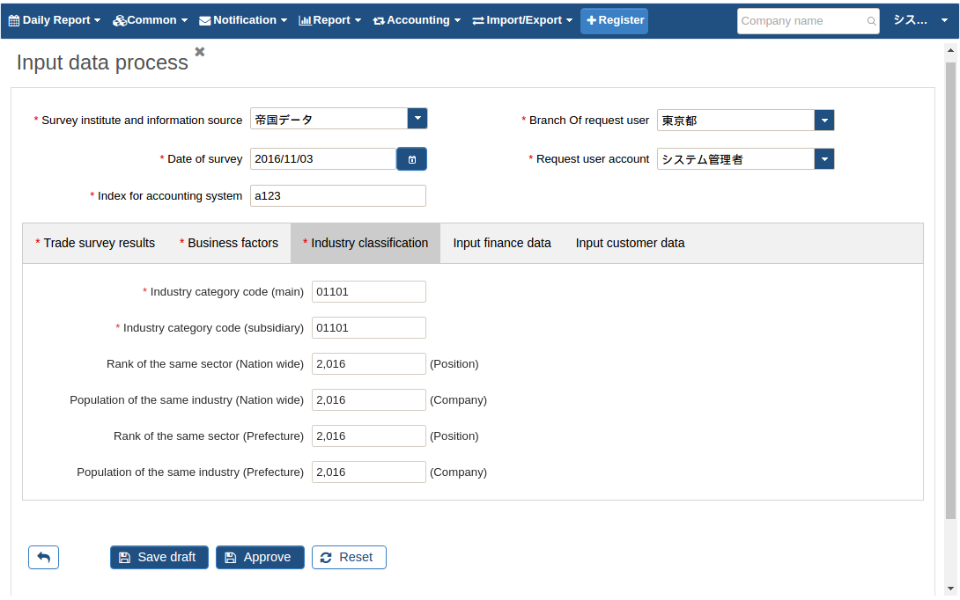 Daily Report Common Notification Report Accounting Import/Export Register Company name シス...
Input data process
* Survey institute and information source 帝国データ * Branch Of request user 東京都
* Date of survey 2016/11/03 * Request user account システム管理者
* Index for accounting system a123
* Trade survey results * Business factors * Industry classification Input finance data Input customer data
* Industry category code (main) 01101
* Industry category code (subsidiary) 01101
Rank of the same sector (Nation wide) 2,016 (Position)
Population of the same industry (Nation wide) 2,016 (Company)
Rank of the same sector (Prefecture) 2,016 (Position)
Population of the same industry (Prefecture) 2,016 (Company)
Save draft Approve Reset